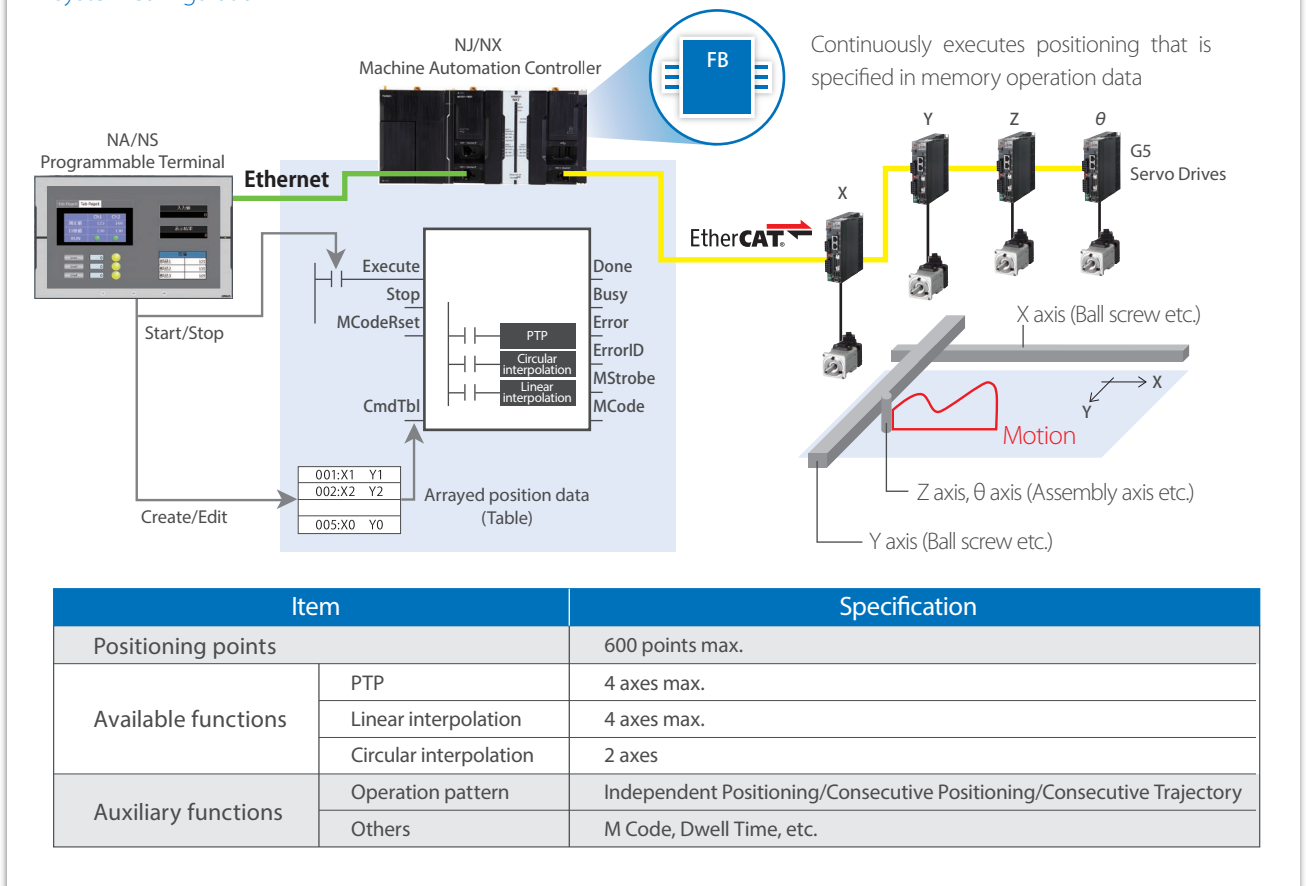 NJ/NX
Machine Automation Controller
FB
Continuously executes positioning that is
specified in memory operation data
NA/NS
Programmable Terminal
Ethernet
Y
Z
θ
G5
Servo Drives
X
EtherCAT®
Execute
Stop
MCodeRset
CmdTbl
PTP
Circular
interpolation
Linear
interpolation
Done
Busy
Error
ErrorID
MStrobe
MCode
Start/Stop
Create/Edit
001:X1 Y1
002:X2 Y2
005:X0 Y0
Arrayed position data
(Table)
X axis (Ball screw etc.)
X
Y
Motion
Z axis, θ axis (Assembly axis etc.)
Y axis (Ball screw etc.)
Item Specification
Positioning points 600 points max.
Available functions
PTP 4 axes max.
Linear interpolation 4 axes max.
Circular interpolation 2 axes
Auxiliary functions
Operation pattern Independent Positioning/Consecutive Positioning/Consecutive Trajectory
Others M Code, Dwell Time, etc.